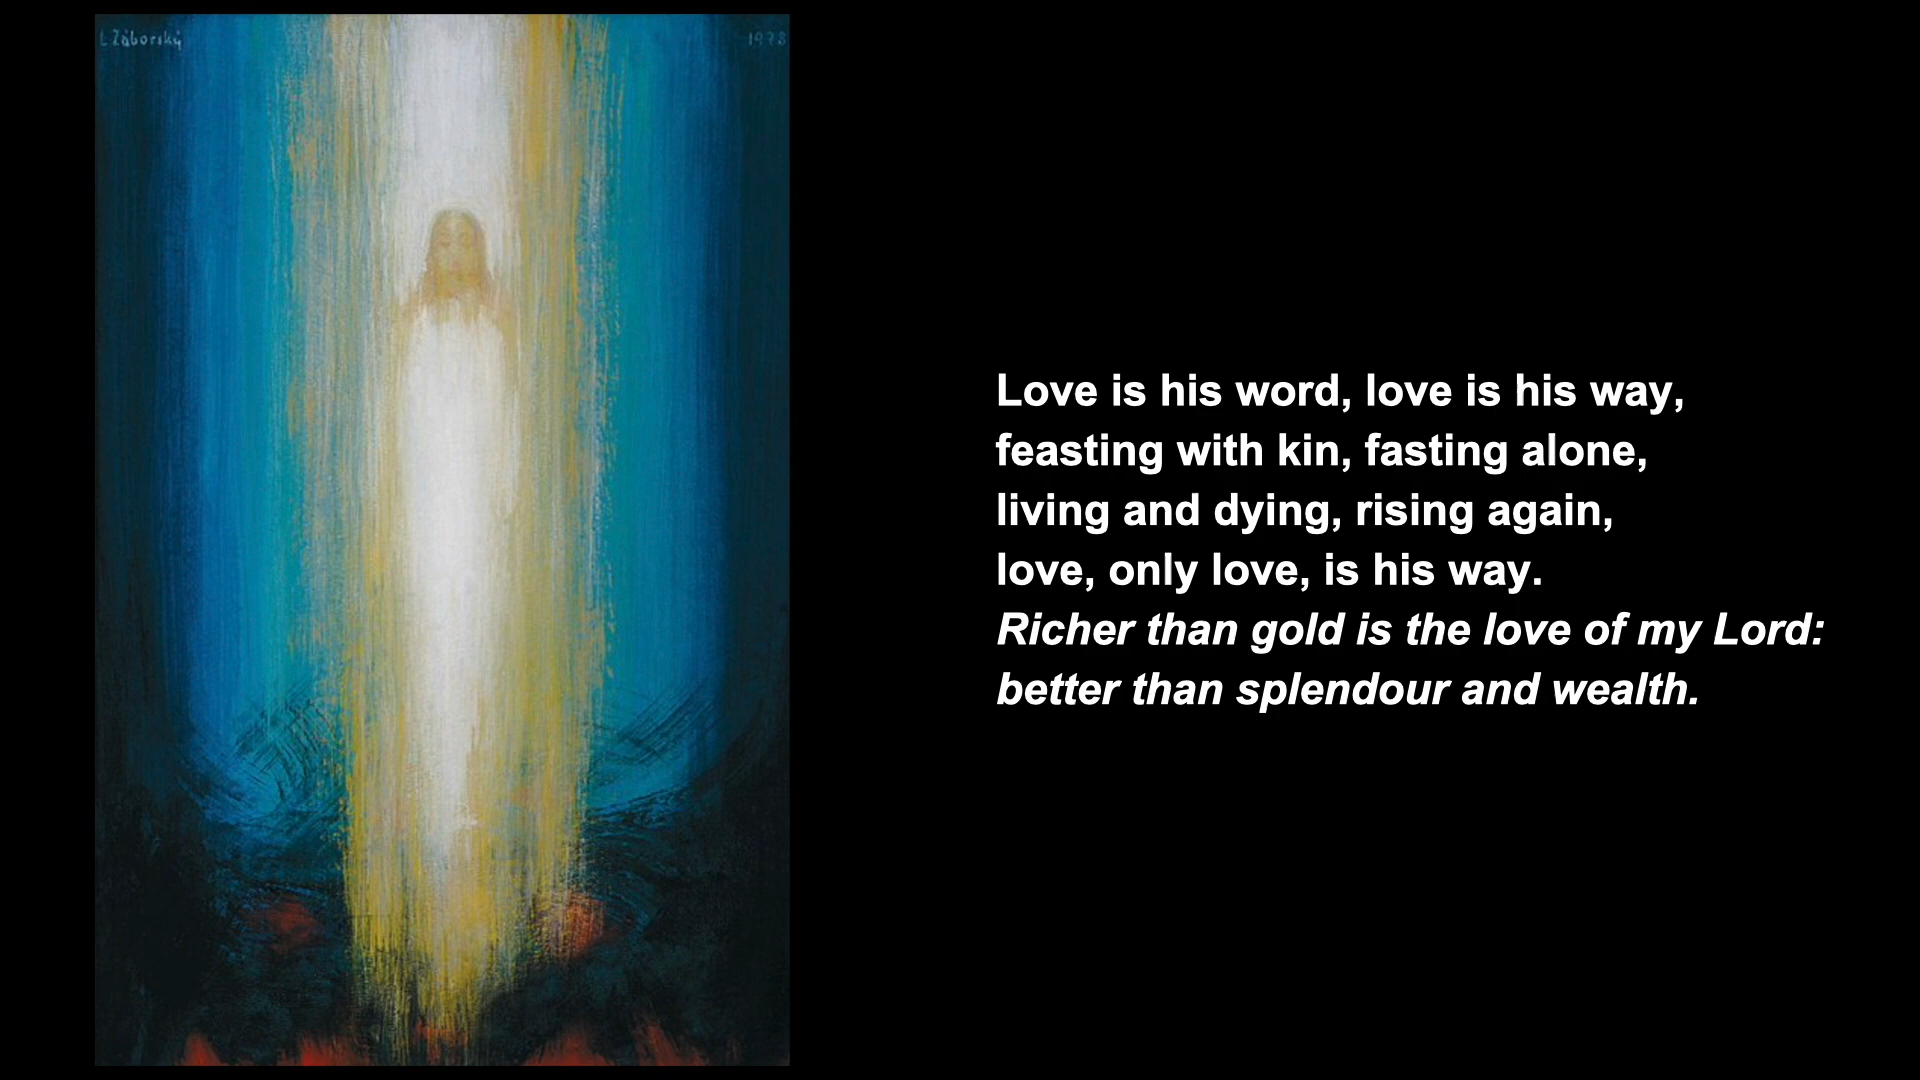 L Záborský
1978
Love is his word, love is his way,
feasting with kin, fasting alone,
living and dying, rising again,
love, only love, is his way.
Richer than gold is the love of my Lord:
better than splendour and wealth.